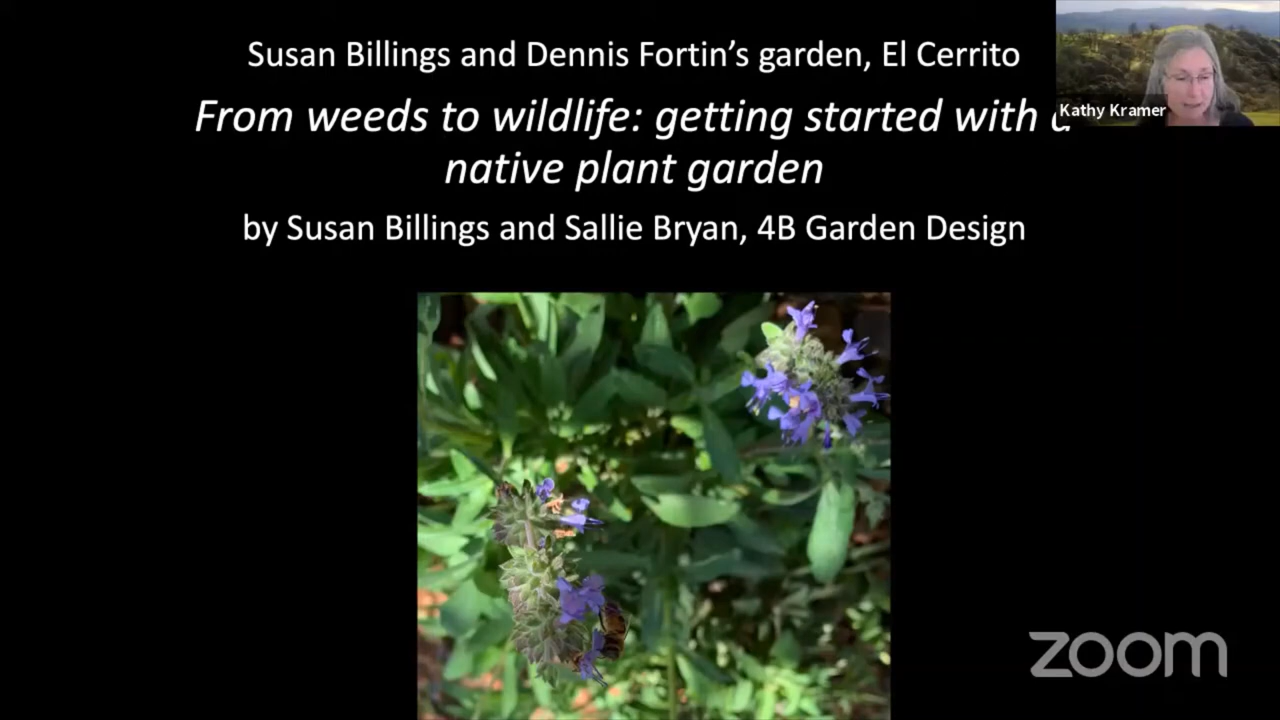 Susan Billings and Dennis Fortin's garden, El Cerrito
From weeds to wildlife: getting started with a
native plant garden
by Susan Billings and Sallie Bryan, 4B Garden Design
Kathy Kramer
zoom